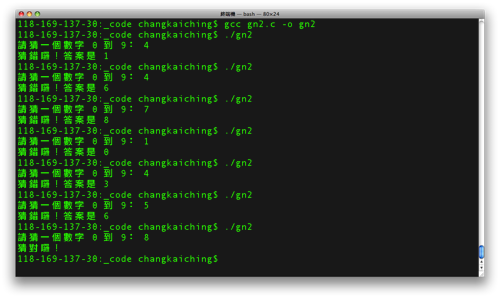 終端機 — bash — 80×24
118-169-137-30:_code changkaiching$ gcc gn2.c -o gn2
118-169-137-30:_code changkaiching$ ./gn2
請猜一個數字 0 到 9: 4
猜錯囉！答案是 1
118-169-137-30:_code changkaiching$ ./gn2
請猜一個數字 0 到 9: 4
猜錯囉！答案是 6
118-169-137-30:_code changkaiching$ ./gn2
請猜一個數字 0 到 9: 7
猜錯囉！答案是 8
118-169-137-30:_code changkaiching$ ./gn2
請猜一個數字 0 到 9: 1
猜錯囉！答案是 0
118-169-137-30:_code changkaiching$ ./gn2
請猜一個數字 0 到 9: 4
猜錯囉！答案是 3
118-169-137-30:_code changkaiching$ ./gn2
請猜一個數字 0 到 9: 5
猜錯囉！答案是 6
118-169-137-30:_code changkaiching$ ./gn2
請猜一個數字 0 到 9: 8
猜對囉！
118-169-137-30:_code changkaiching$